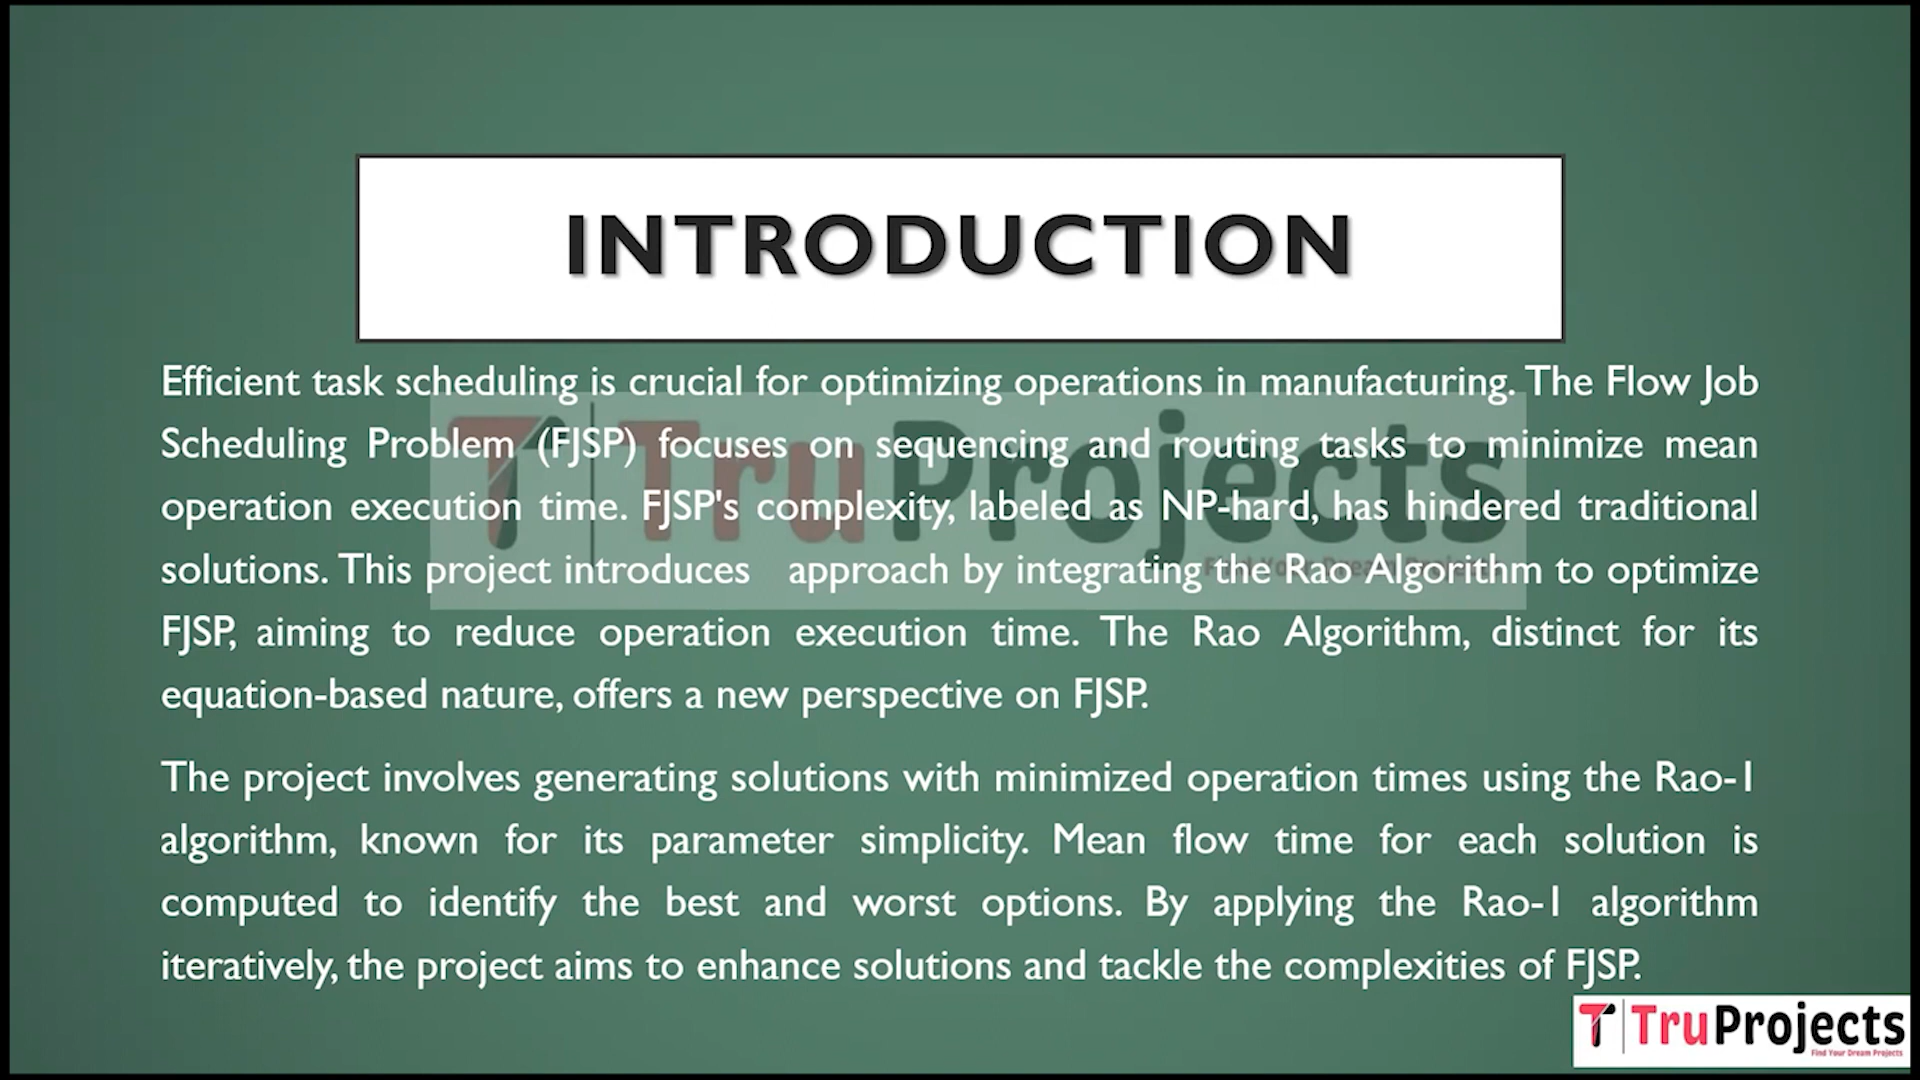 INTRODUCTION
Efficient task scheduling is crucial for optimizing operations in manufacturing. The Flow Job
Scheduling Problem (FJSP) focuses on sequencing and routing tasks to minimize mean
operation execution time. FJSP's complexity, labeled as NP-hard, has hindered traditional
solutions. This project introduces approach by integrating the Rao Algorithm to optimize
FJSP, aiming to reduce operation execution time. The Rao Algorithm, distinct for its
equation-based nature, offers a new perspective on FJSP.
The project involves generating solutions with minimized operation times using the Rao-1
algorithm, known for its parameter simplicity. Mean flow time for each solution is
computed to identify the best and worst options. By applying the Rao-1 algorithm
iteratively, the project aims to enhance solutions and tackle the complexities of FJSP.
TruProjects
TruProjects
Find Your Dream Projects